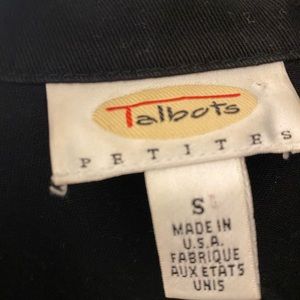 Talbots
PETITES
S
MADE IN
U.S.A.
FABRIQUE
AUX ETATS
UNIS